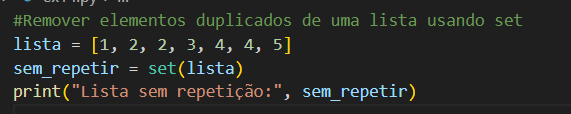 #Remover elementos duplicados de uma lista usando set
lista = [1, 2, 2, 3, 4, 4, 5]
sem_repetir = set(lista)
print("Lista sem repetição:", sem_repetir)